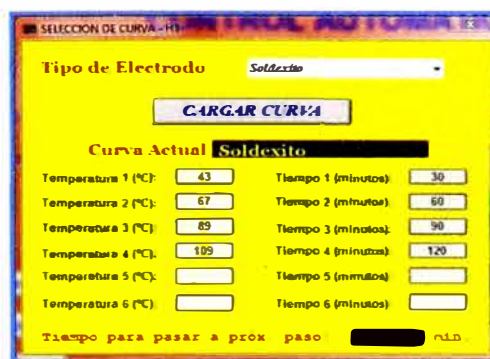 SELECCION DE CURVA - H1
Tipo de Electrodo Soldexito
CARGAR CURVA
Curva Actual Soldexito
Temperatura 1 (ºC): 43 Tiempo 1 (minutos): 30
Temperatura 2 (ºC): 67 Tiempo 2 (minutos): 60
Temperatura 3 (ºC): 89 Tiempo 3 (minutos): 90
Temperatura 4 (ºC): 109 Tiempo 4 (minutos): 120
Temperatura 5 (ºC): Tiempo 5 (minutos):
Temperatura 6 (ºC): Tiempo 6 (minutos):
Tiempo para pasar a próx paso min.